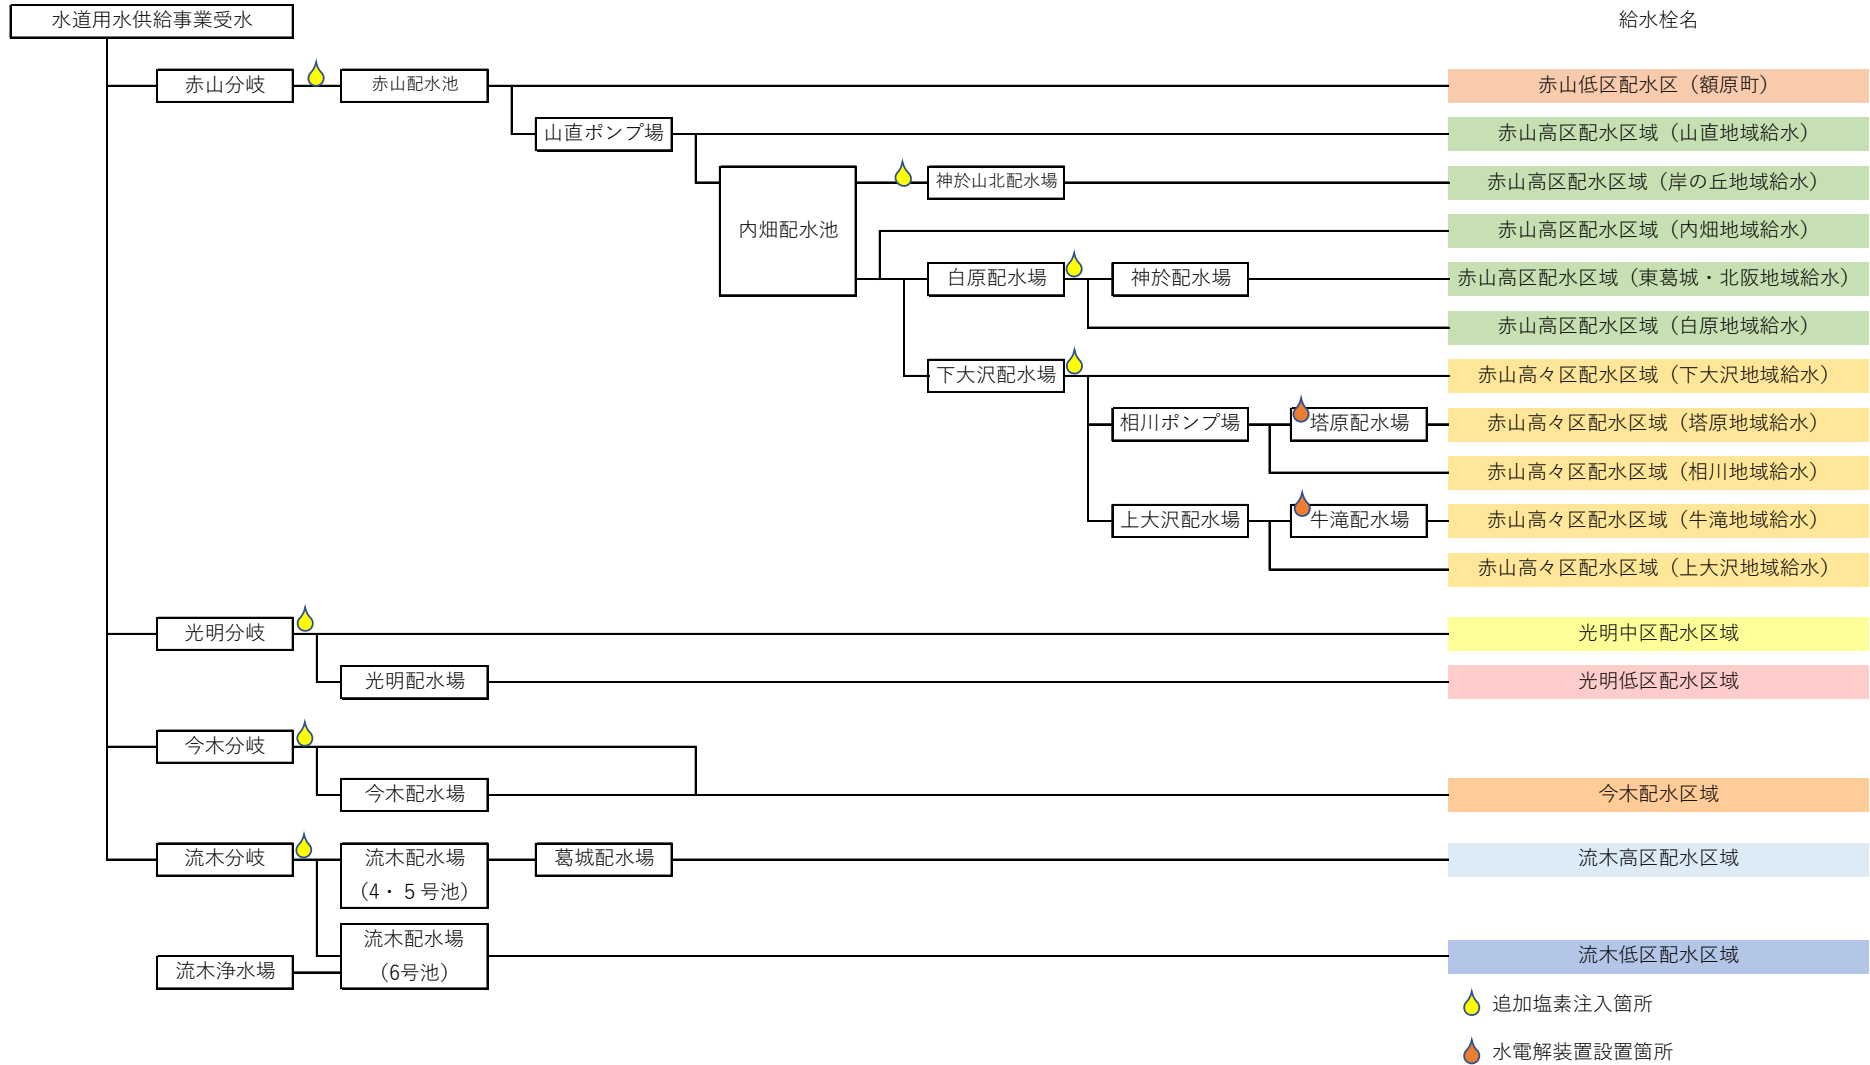 水道用水供給事業受水
給水栓名
赤山分岐
赤山配水池
赤山低区配水区（額原町）
山直ポンプ場
赤山高区配水区域（山直地域給水）
内畑配水池
神於山北配水場
赤山高区配水区域（岸の丘地域給水）
赤山高区配水区域（内畑地域給水）
白原配水場
神於配水場
赤山高区配水区域（東葛城・北阪地域給水）
赤山高区配水区域（白原地域給水）
下大沢配水場
赤山高々区配水区域（下大沢地域給水）
相川ポンプ場
塔原配水場
赤山高々区配水区域（塔原地域給水）
赤山高々区配水区域（相川地域給水）
上大沢配水場
牛滝配水場
赤山高々区配水区域（牛滝地域給水）
赤山高々区配水区域（上大沢地域給水）
光明分岐
光明中区配水区域
光明配水場
光明低区配水区域
今木分岐
今木配水場
今木配水区域
流木分岐
流木配水場
（4・５号池）
葛城配水場
流木高区配水区域
流木配水場
（6号池）
流木浄水場
流木低区配水区域
追加塩素注入箇所
水電解装置設置箇所